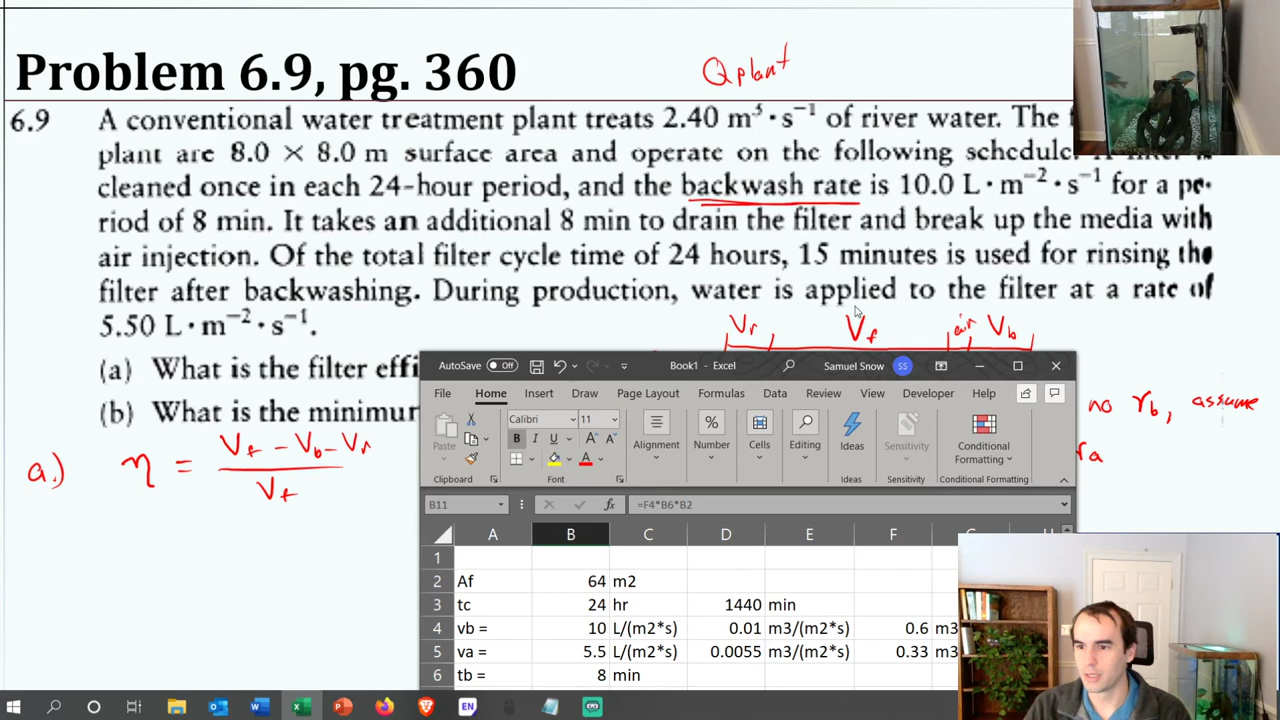 Problem 6.9, pg. 360
Qplant
6.9 A conventional water treatment plant treats 2.40 m³ · s⁻¹ of river water. The
plant are 8.0 × 8.0 m surface area and operate on the following schedule.
cleaned once in each 24-hour period, and the backwash rate is 10.0 L · m⁻² · s⁻¹ for a pe-
riod of 8 min. It takes an additional 8 min to drain the filter and break up the media with
air injection. Of the total filter cycle time of 24 hours, 15 minutes is used for rinsing the
filter after backwashing. During production, water is applied to the filter at a rate of
5.50 L · m⁻² · s⁻¹.
Vr Vf air Vb
(a) What is the filter effi
(b) What is the minimum
no rb, assume
ra
a.) η = Vf - Vb - Vr
Vf
AutoSave Off Book1 - Excel Samuel Snow SS
File Home Insert Draw Page Layout Formulas Data Review View Developer Help
Paste Calibri 11 Alignment Number Cells Editing Ideas Sensitivity Conditional Formatting
B I U A A
Clipboard Font Ideas Sensitivity Conditional Formatting
B11 fx =F4*B6*B2
A B C D E F
1
2 Af 64 m2
3 tc 24 hr 1440 min
4 vb = 10 L/(m2*s) 0.01 m3/(m2*s) 0.6 m3
5 va = 5.5 L/(m2*s) 0.0055 m3/(m2*s) 0.33 m3
6 tb = 8 min
EN